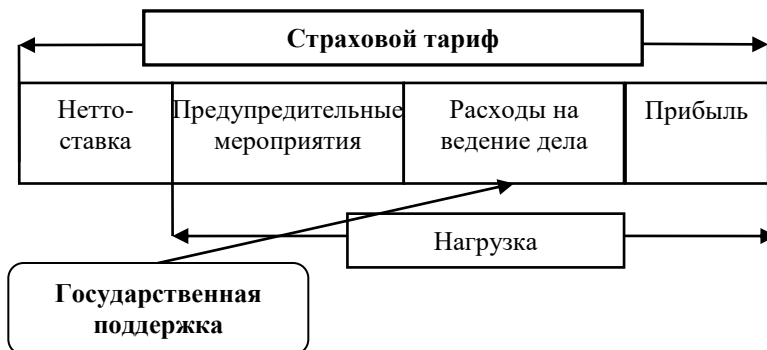 Страховой тариф
Нетто-
ставка
Предупредительные
мероприятия
Расходы на
ведение дела
Прибыль
Нагрузка
Государственная
поддержка